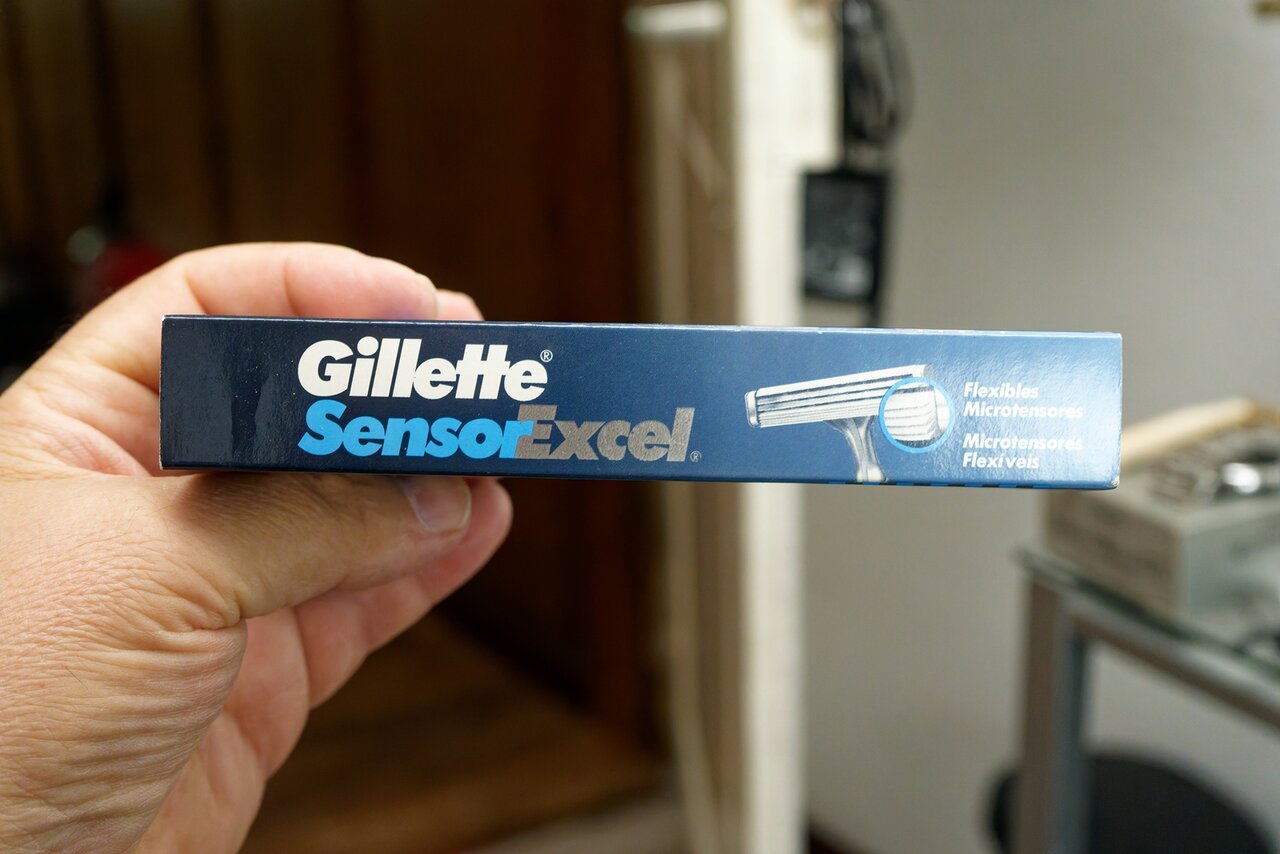 Gillette®
SensorExcel®
Flexibles
Microtensores
Microtensores
Flexíveis